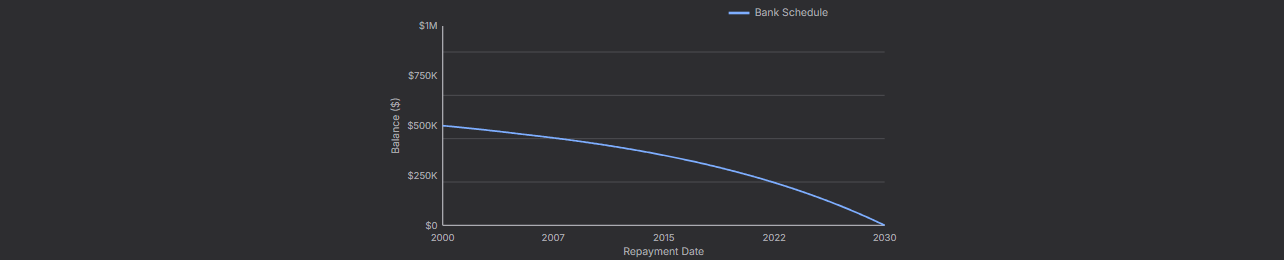 Bank Schedule
$1M
$750K
$500K
$250K
$0
Balance ($)
2000 2007 2015 2022 2030
Repayment Date